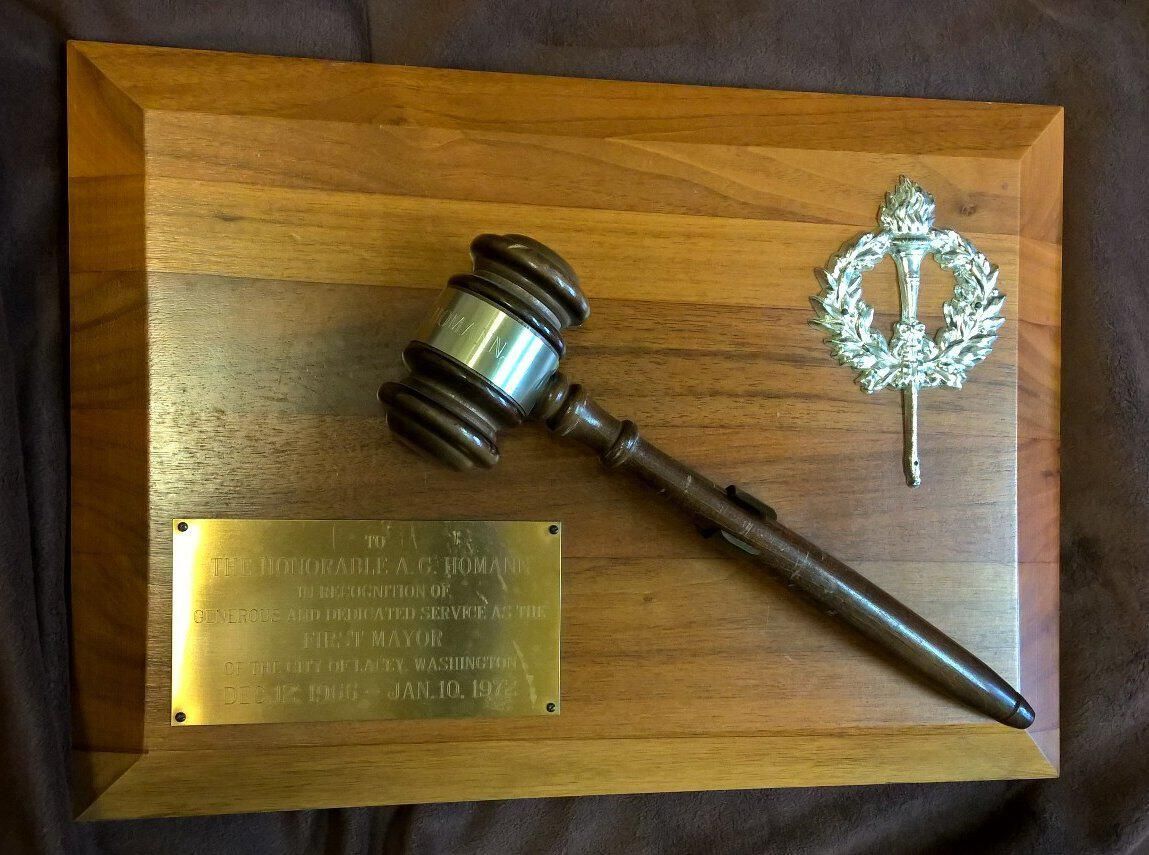 OMANN
TO
THE HONORABLE A. G. HOMANN
IN RECOGNITION OF
GENEROUS AND DEDICATED SERVICE AS THE
FIRST MAYOR
OF THE CITY OF LACEY, WASHINGTON
DEC. 12, 1966 - JAN. 10, 1972